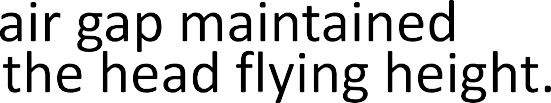 air gap maintained
the head flying height.